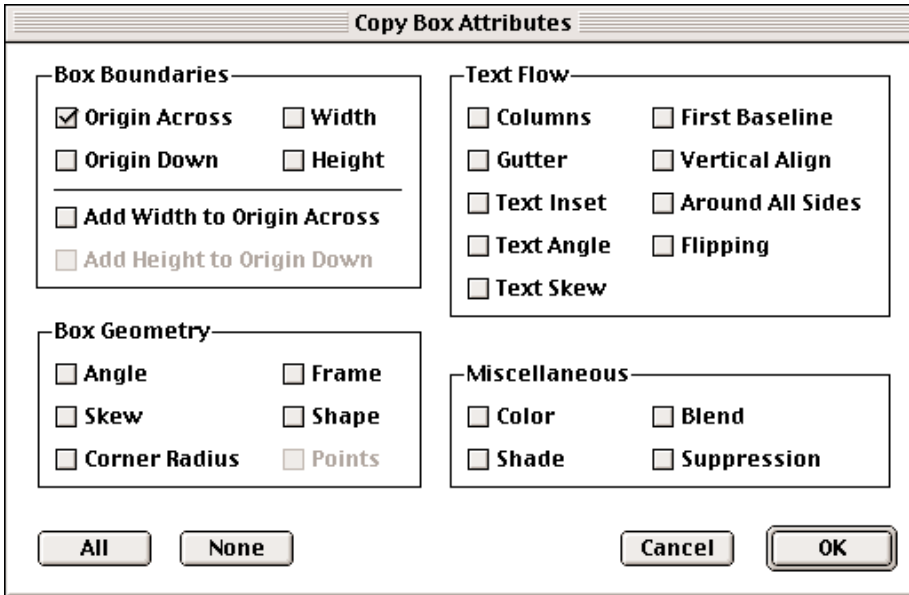 Copy Box Attributes
Box Boundaries
Origin Across
Width
Origin Down
Height
Add Width to Origin Across
Add Height to Origin Down
Box Geometry
Angle
Frame
Skew
Shape
Corner Radius
Points
Text Flow
Columns
First Baseline
Gutter
Vertical Align
Text Inset
Around All Sides
Text Angle
Flipping
Text Skew
Miscellaneous
Color
Blend
Shade
Suppression
All
None
Cancel
OK